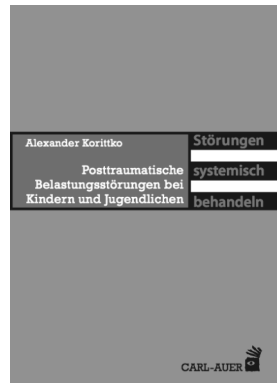 Alexander Korittko
Posttraumatische
Belastungsstörungen bei
Kindern und Jugendlichen
Störungen
systemisch
behandeln
CARL-AUER